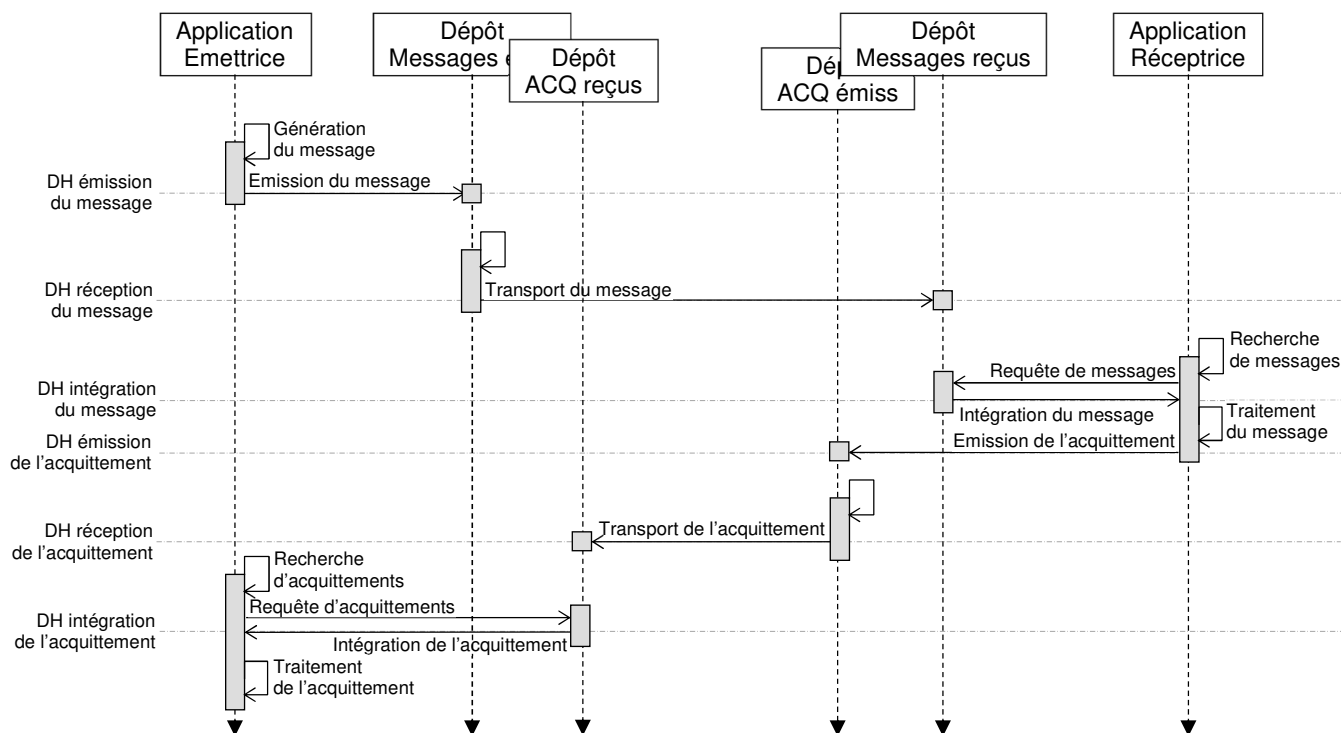 Application
Emettrice
Dépôt
Messages
Dépôt
ACQ reçus
ACQ émiss
Dépôt
Messages reçus
Application
Réceptrice
Génération
du message
DH émission
du message
Emission du message
DH réception
du message
Transport du message
Recherche
de messages
Requête de messages
DH intégration
du message
Intégration du message
Traitement
du message
DH émission
de l'acquittement
Emission de l'acquittement
DH réception
de l'acquittement
Transport de l'acquittement
Recherche
d'acquittements
Requête d'acquittements
DH intégration
de l'acquittement
Intégration de l'acquittement
Traitement
de l'acquittement